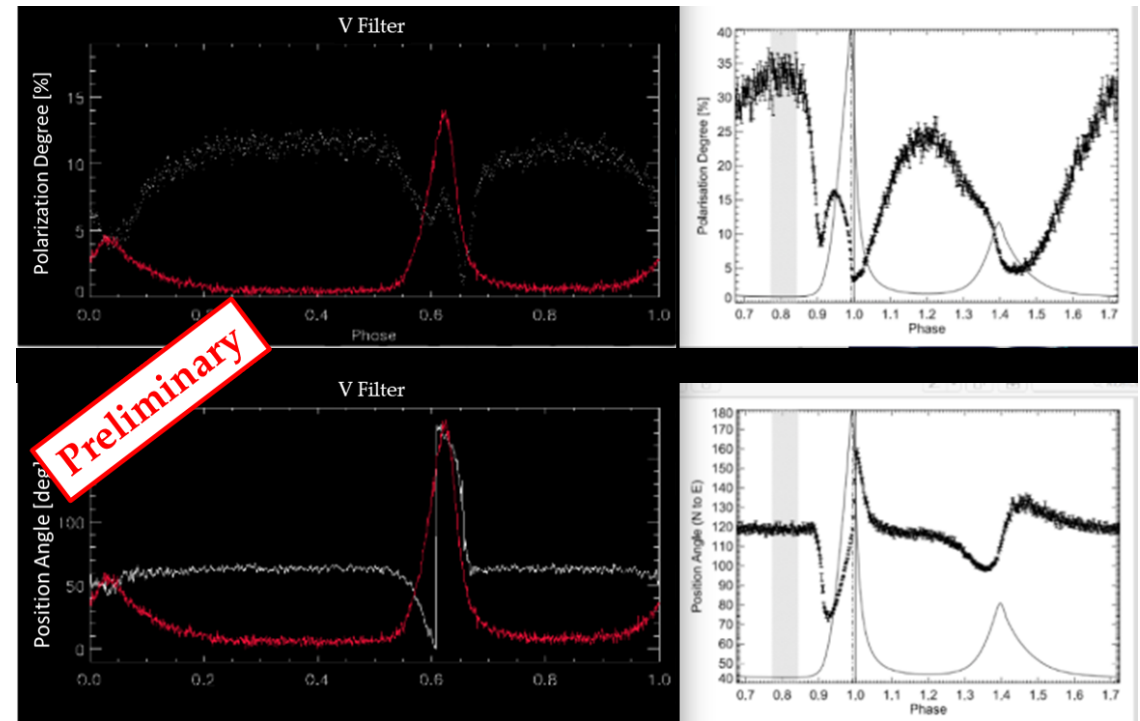 V Filter
Polarization Degree [%]
15
10
5
0
0.0 0.2 0.4 0.6 0.8 1.0
Phase
Polarisation Degree [%]
40
35
30
25
20
15
10
5
0
0.7 0.8 0.9 1.0 1.1 1.2 1.3 1.4 1.5 1.6 1.7
Phase
Preliminary
V Filter
Position Angle [deg]
100
50
0
0.0 0.2 0.4 0.6 0.8 1.0
Position Angle (N to E)
180
170
160
150
140
130
120
110
100
90
80
70
60
50
40
0.7 0.8 0.9 1.0 1.1 1.2 1.3 1.4 1.5 1.6 1.7
Phase